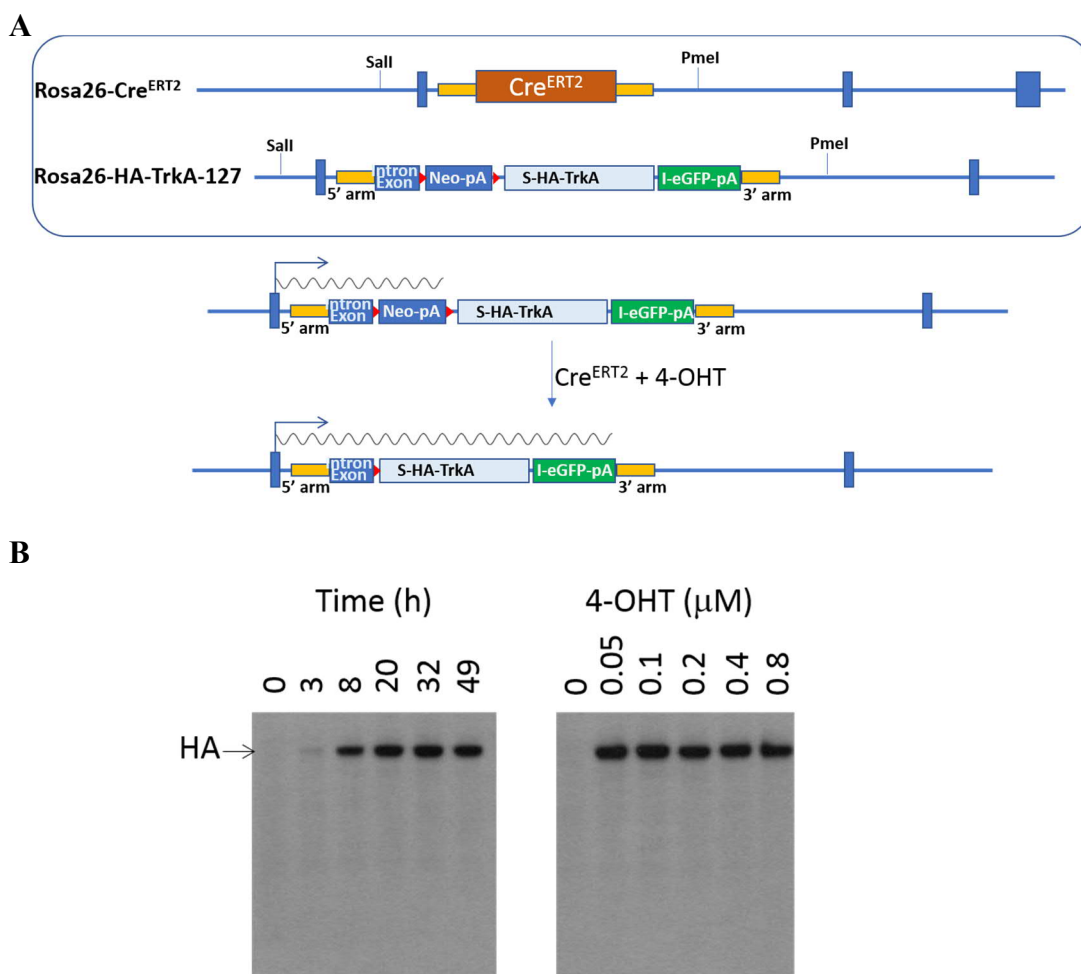 A
SalI
PmeI
Rosa26-Cre^ERT2
Cre^ERT2
SalI
PmeI
Rosa26-HA-TrkA-127
ntron Exon
Neo-pA
S-HA-TrkA
I-eGFP-pA
5’ arm
3’ arm
ntron Exon
Neo-pA
S-HA-TrkA
I-eGFP-pA
5’ arm
3’ arm
Cre^ERT2 + 4-OHT
ntron Exon
S-HA-TrkA
I-eGFP-pA
5’ arm
3’ arm
B
Time (h)
4-OHT (μM)
0 3 8 20 32 49
0 0.05 0.1 0.2 0.4 0.8
HA